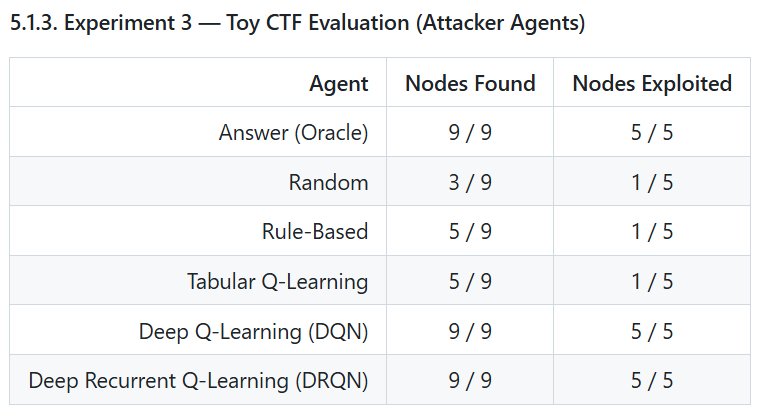 5.1.3. Experiment 3 — Toy CTF Evaluation (Attacker Agents)
Agent Nodes Found Nodes Exploited
Answer (Oracle) 9 / 9 5 / 5
Random 3 / 9 1 / 5
Rule-Based 5 / 9 1 / 5
Tabular Q-Learning 5 / 9 1 / 5
Deep Q-Learning (DQN) 9 / 9 5 / 5
Deep Recurrent Q-Learning (DRQN) 9 / 9 5 / 5